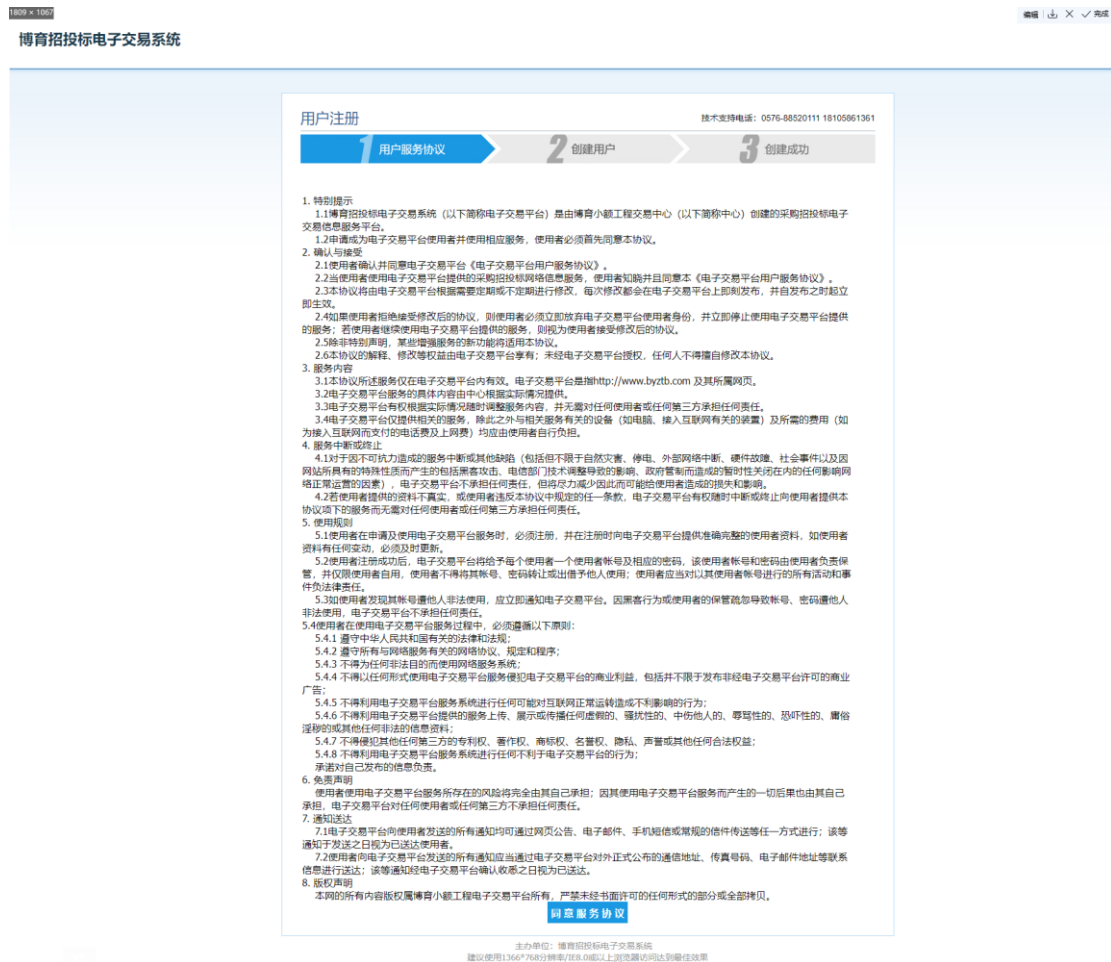 1809 × 1067
编辑 完成
博育招投标电子交易系统
用户注册
技术支持电话：0576-88520111 18105861361
1 用户服务协议 2 创建用户 3 创建成功
1. 特别提示
1.1博育招投标电子交易系统（以下简称电子交易平台）是由博育小额工程交易中心（以下简称中心）创建的采购招投标电子
交易信息服务平台。
1.2申请成为电子交易平台使用者并使用相应服务，使用者必须首先同意本协议。
2. 确认与接受
2.1使用者确认并同意电子交易平台《电子交易平台用户服务协议》。
2.2当使用者使用电子交易平台提供的采购招投标网络信息服务，使用者知晓并且同意本《电子交易平台用户服务协议》。
2.3本协议将由电子交易平台根据需要定期或不定期进行修改，每次修改都会在电子交易平台上即刻发布，并自发布之时起立
即生效。
2.4如果使用者拒绝接受修改后的协议，则使用者必须立即放弃电子交易平台使用者身份，并立即停止使用电子交易平台提供
的服务；若使用者继续使用电子交易平台提供的服务，则视为使用者接受修改后的协议。
2.5除非特别声明，某些增强服务的新功能将适用本协议。
2.6本协议的解释、修改等权益由电子交易平台享有；未经电子交易平台授权，任何人不得擅自修改本协议。
3. 服务内容
3.1本协议所述服务仅在电子交易平台内有效。电子交易平台是指http://www.byztb.com 及其所属网页。
3.2电子交易平台服务的具体内容由中心根据实际情况提供。
3.3电子交易平台有权根据实际情况随时调整服务内容，并无需对任何使用者或任何第三方承担任何责任。
3.4电子交易平台仅提供相关的服务，除此之外与相关服务有关的设备（如电脑、接入互联网有关的装置）及所需的费用（如
为接入互联网而支付的电话费及上网费）均应由使用者自行负担。
4. 服务中断或终止
4.1对于因不可抗力造成的服务中断或其他缺陷（包括但不限于自然灾害、停电、外部网络中断、硬件故障、社会事件以及因
网站所具有的特殊性质而产生的包括黑客攻击、电信部门技术调整导致的影响、政府管制而造成的暂时性关闭在内的任何影响网
络正常运营的因素），电子交易平台不承担任何责任，但将尽力减少因此而可能给使用者造成的损失和影响。
4.2若使用者提供的资料不真实，或使用者违反本协议中规定的任一条款，电子交易平台有权随时中断或终止向使用者提供本
协议项下的服务而无需对任何使用者或任何第三方承担任何责任。
5. 使用规则
5.1使用者在申请及使用电子交易平台服务时，必须注册，并在注册时向电子交易平台提供准确完整的使用者资料，如使用者
资料有任何变动，必须及时更新。
5.2使用者注册成功后，电子交易平台将给予每个使用者一个使用者帐号及相应的密码，该使用者帐号和密码由使用者负责保
管，并仅限使用者自用，使用者不得将其帐号、密码转让或出借予他人使用；使用者应当对以其使用者帐号进行的所有活动和事
件负法律责任。
5.3如使用者发现其帐号遭他人非法使用，应立即通知电子交易平台。因黑客行为或使用者的保管疏忽导致帐号、密码遭他人
非法使用，电子交易平台不承担任何责任。
5.4使用者在使用电子交易平台服务过程中，必须遵循以下原则：
5.4.1 遵守中华人民共和国有关的法律和法规；
5.4.2 遵守所有与网络服务有关的网络协议、规定和程序；
5.4.3 不得为任何非法目的而使用网络服务系统；
5.4.4 不得以任何形式使用电子交易平台服务侵犯电子交易平台的商业利益，包括并不限于发布非经电子交易平台许可的商业
广告；
5.4.5 不得利用电子交易平台服务系统进行任何可能对互联网正常运转造成不利影响的行为；
5.4.6 不得利用电子交易平台提供的服务上传、展示或传播任何虚假的、骚扰性的、中伤他人的、辱骂性的、恐吓性的、庸俗
淫秽的或其他任何非法的信息资料；
5.4.7 不得侵犯其他任何第三方的专利权、著作权、商标权、名誉权、隐私、声誉或其他任何合法权益；
5.4.8 不得利用电子交易平台服务系统进行任何不利于电子交易平台的行为；
承诺对自己发布的信息负责。
6. 免责声明
使用者使用电子交易平台服务所存在的风险将完全由其自己承担；因其使用电子交易平台服务而产生的一切后果也由其自己
承担，电子交易平台对任何使用者或任何第三方不承担任何责任。
7. 通知送达
7.1电子交易平台向使用者发送的所有通知均可通过网页公告、电子邮件、手机短信或常规的信件传送等任一方式进行；该等
通知于发送之日视为已送达使用者。
7.2使用者向电子交易平台发送的所有通知应当通过电子交易平台对外正式公布的通信地址、传真号码、电子邮件地址等联系
信息进行送达；该等通知经电子交易平台确认收悉之日视为已送达。
8. 版权声明
本网的所有内容版权属博育小额工程电子交易平台所有，严禁未经书面许可的任何形式的部分或全部拷贝。
同意服务协议
主办单位：博育招投标电子交易系统
建议使用1366*768分辨率/IE8.0或以上浏览器访问达到最佳效果